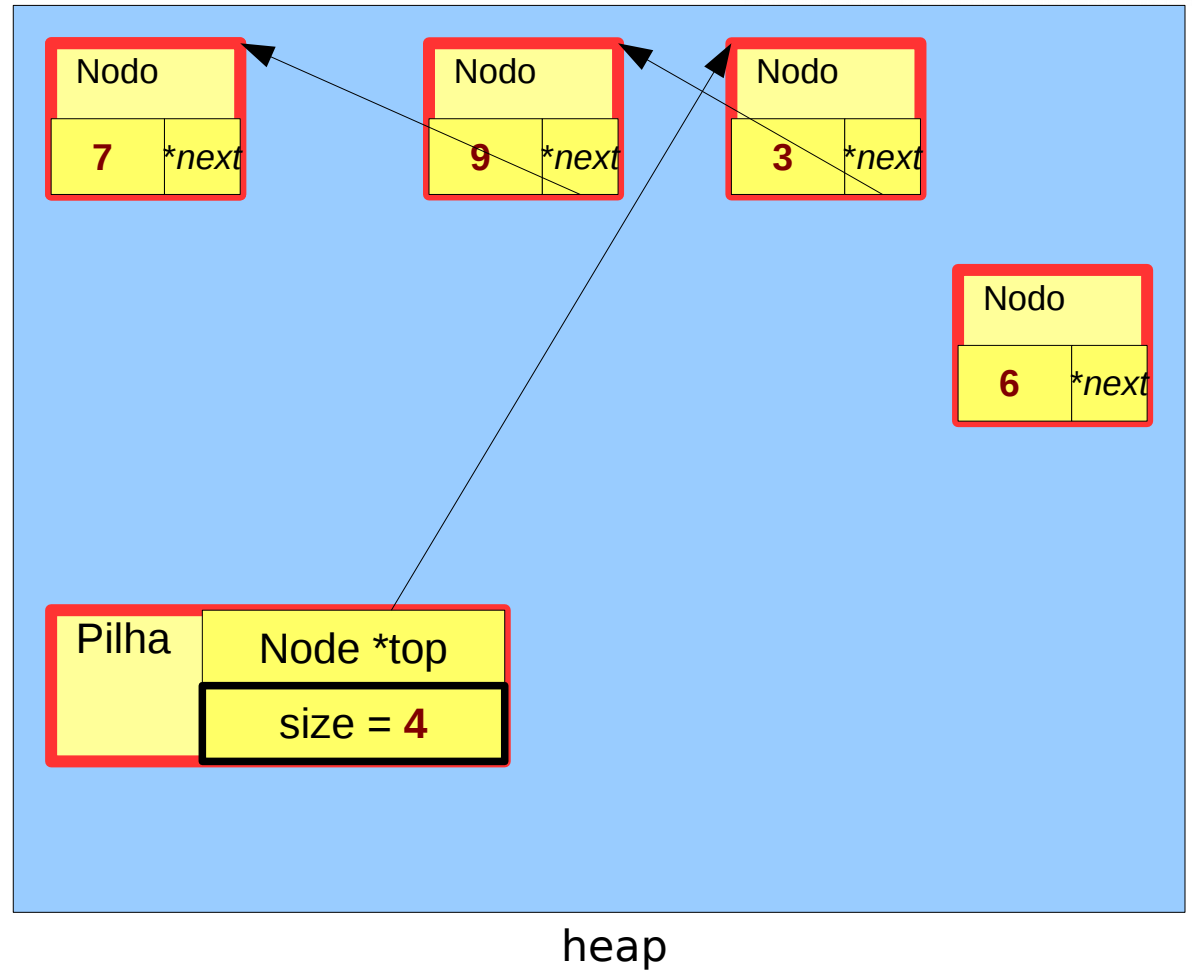 Nodo
7 *next
Nodo
9 *next
Nodo
3 *next
Nodo
6 *next
Pilha
Node *top
size = 4
heap